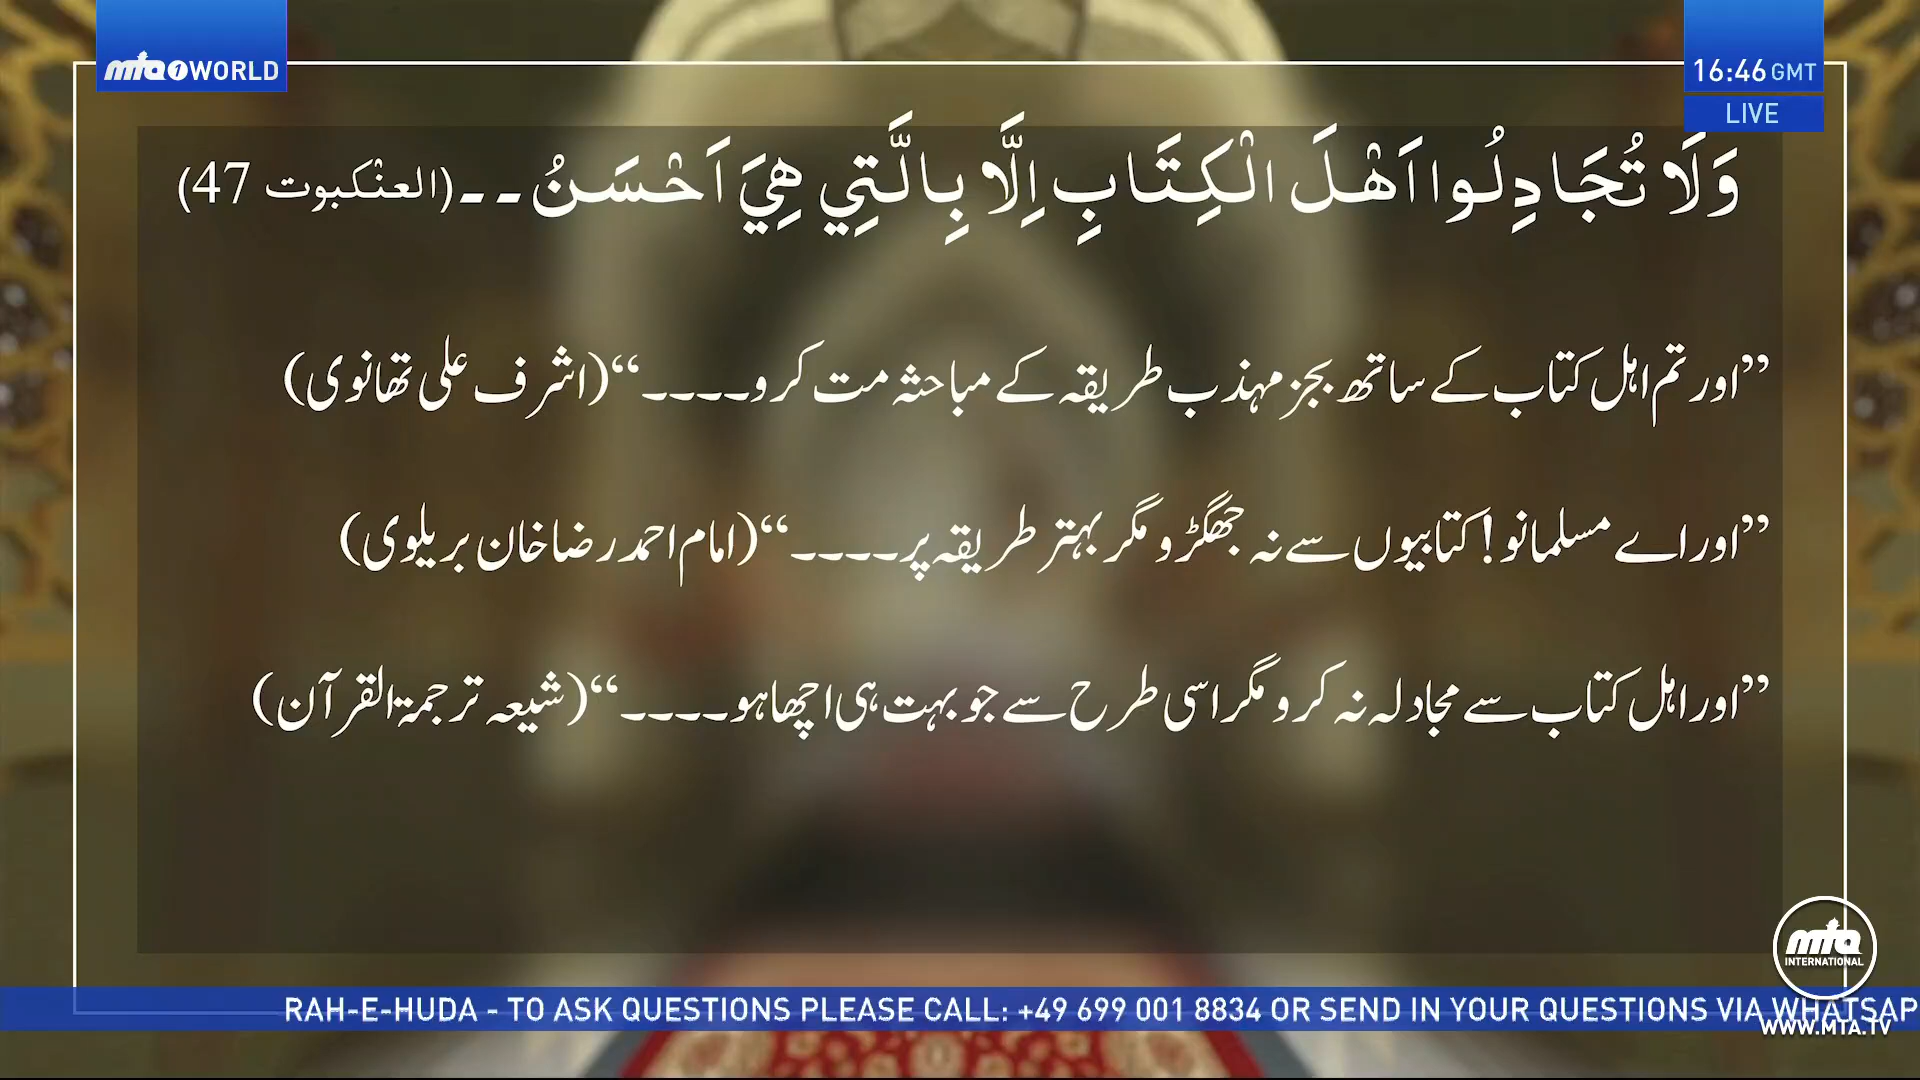 mta1WORLD
16:46 GMT
LIVE
وَلَا تُجَادِلُوا اَهْلَ الْكِتَابِ اِلَّا بِالَّتِي هِيَ اَحْسَنُ۔۔(العنْكبوت 47)
’’اور تم اہل کتاب کے ساتھ بجز مہذب طریقہ کے مباحثہ مت کرو۔۔۔۔‘‘(اشرف علی تھانوی)
’’اور اے مسلمانو! کتابیوں سے نہ جھگڑو مگر بہتر طریقہ پر۔۔۔۔‘‘(امام احمد رضا خان بریلوی)
’’اور اہل کتاب سے مجادلہ نہ کرو مگر اسی طرح سے جو بہت ہی اچھا ہو۔۔۔۔‘‘(شیعہ ترجمۃ القرآن)
mta
INTERNATIONAL
RAH-E-HUDA - TO ASK QUESTIONS PLEASE CALL: +49 699 001 8834 OR SEND IN YOUR QUESTIONS VIA WHATSAP
WWW.MTA.TV